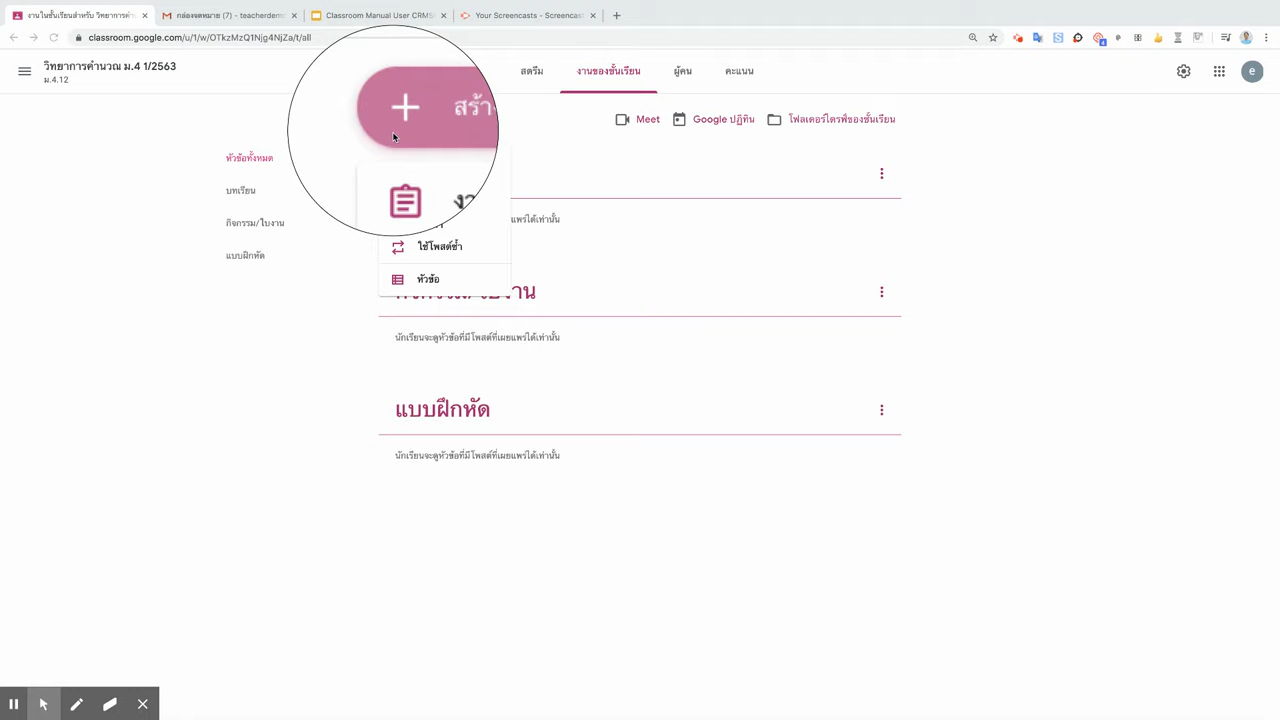 งานในชั้นเรียนสำหรับ วิทยาการคำน
กล่องจดหมาย (7) - teacherdem
Classroom Manual User CRMS
Your Screencasts - Screencas
classroom.google.com/u/1/w/OTkzMzQ1Njg4NjZa/t/all
วิทยาการคำนวณ ม.4 1/2563
ม.4.12
สตรีม
งานของชั้นเรียน
ผู้คน
คะแนน
e
สร้าง
Meet
Google ปฏิทิน
โฟลเดอร์ไดรฟ์ของชั้นเรียน
หัวข้อทั้งหมด
บทเรียน
กิจกรรม/ใบงาน
แบบฝึกหัด
ใช้โพสต์ซ้ำ
หัวข้อ
นักเรียนจะดูหัวข้อที่มีโพสต์ที่เผยแพร่ได้เท่านั้น
แบบฝึกหัด
นักเรียนจะดูหัวข้อที่มีโพสต์ที่เผยแพร่ได้เท่านั้น